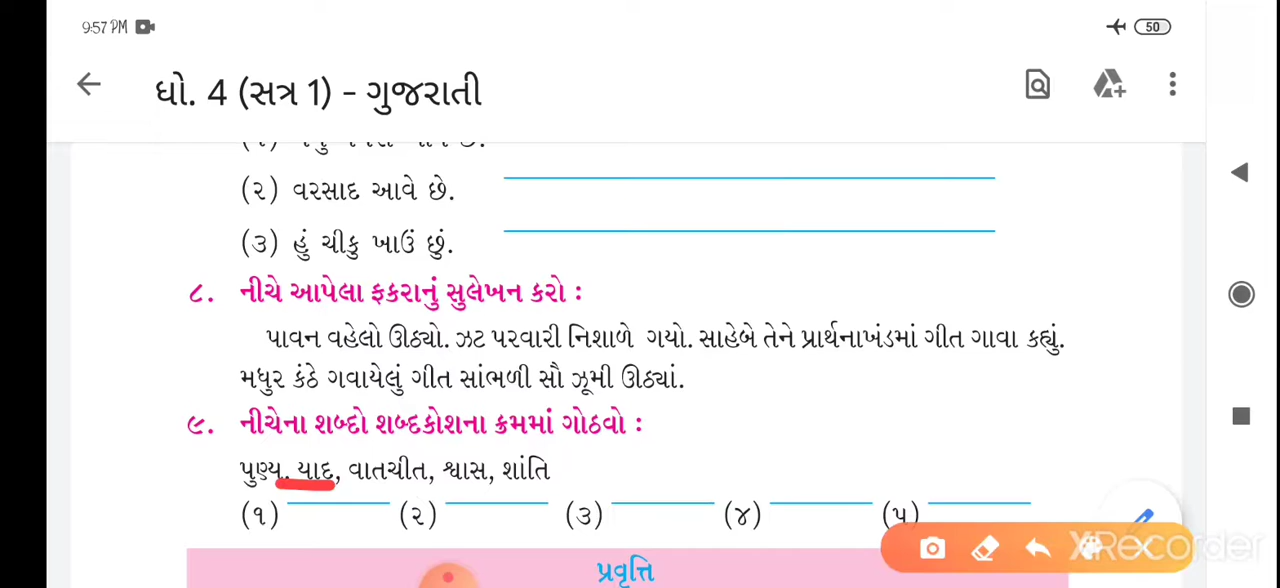 9:57 PM
50
ધો. 4 (સત્ર 1) - ગુજરાતી
(૨) વરસાદ આવે છે.
(૩) હું ચીકુ ખાઉં છું.
૮. નીચે આપેલા ફકરાનું સુલેખન કરો :
પાવન વહેલો ઊઠ્યો. ઝટ પરવારી નિશાળે ગયો. સાહેબે તેને પ્રાર્થનાખંડમાં ગીત ગાવા કહ્યું.
મધુર કંઠે ગવાયેલું ગીત સાંભળી સૌ ઝૂમી ઊઠ્યાં.
૯. નીચેના શબ્દો શબ્દકોશના ક્રમમાં ગોઠવો :
પુણ્ય, યાદ, વાતચીત, શ્વાસ, શાંતિ
(૧) (૨) (૩) (૪) (૫)
XRecorder
પ્રવૃત્તિ